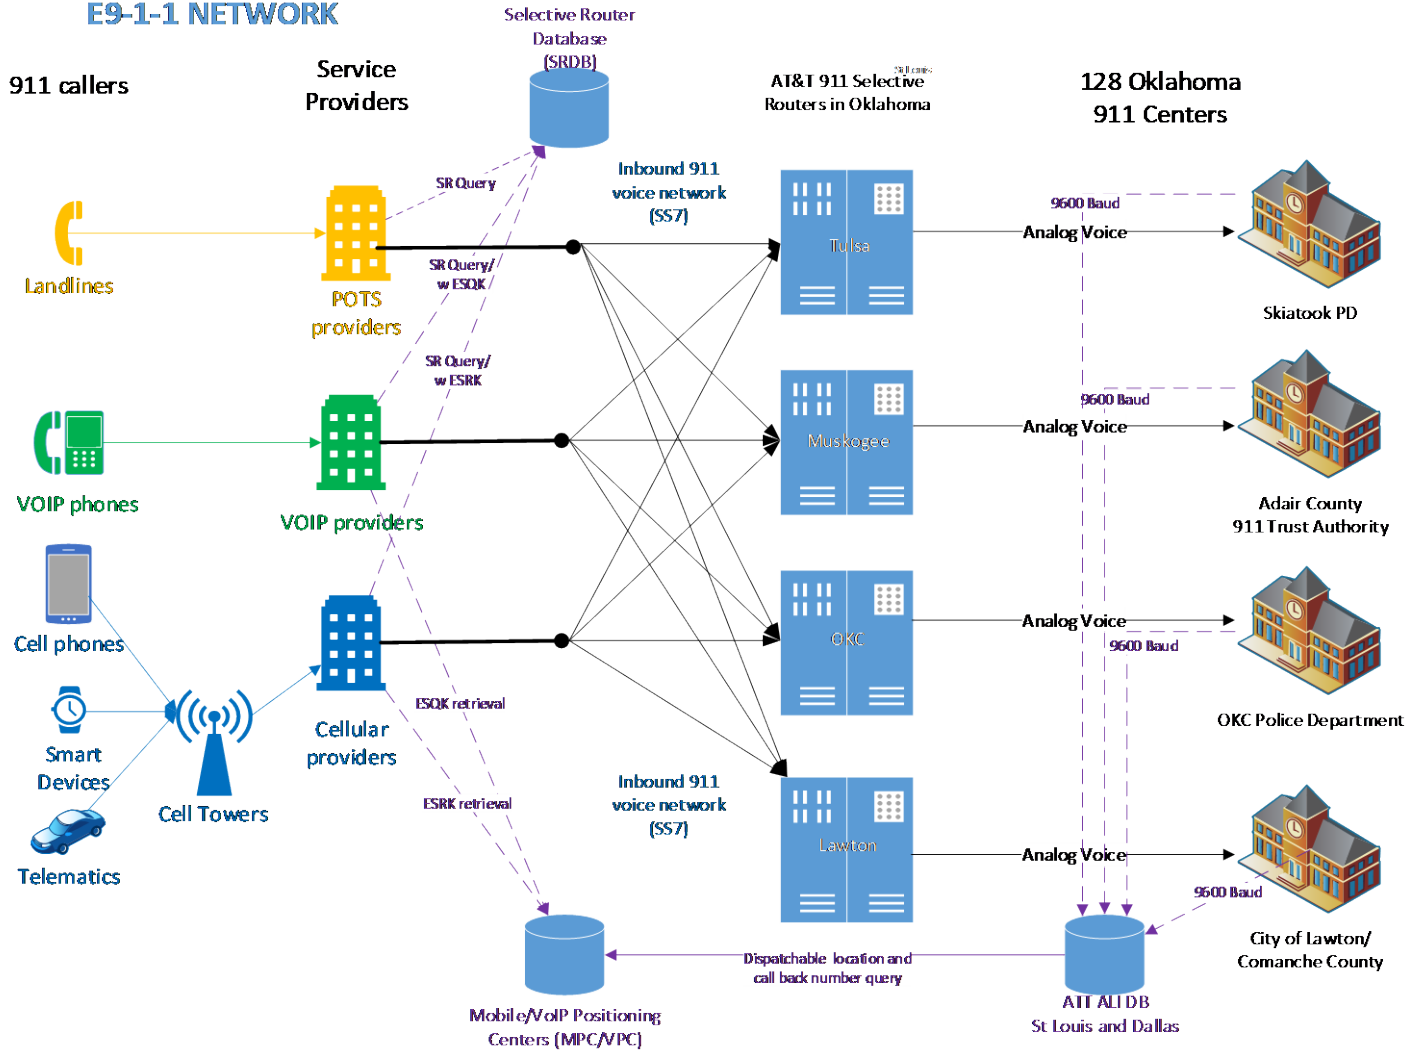 E9-1-1 NETWORK
911 callers
Service
Providers
Selective Router
Database
(SRDB)
AT&T 911 Selective
Routers in Oklahoma
St Louis
128 Oklahoma
911 Centers
Landlines
POTS
providers
SR Query
SR Query/
w ESQK
SR Query/
w ESRK
Inbound 911
voice network
(SS7)
Tulsa
Analog Voice
9600 Baud
Skiatook PD
VOIP phones
VOIP providers
Muskogee
Analog Voice
9600 Baud
Adair County
911 Trust Authority
Cell phones
Smart
Devices
Telematics
Cell Towers
Cellular
providers
ESQK retrieval
ESRK retrieval
OKC
Analog Voice
9600 Baud
OKC Police Department
Inbound 911
voice network
(SS7)
Lawton
Analog Voice
9600 Baud
City of Lawton/
Comanche County
Dispatchable location and
call back number query
Mobile/VoIP Positioning
Centers (MPC/VPC)
ATT ALI DB
St Louis and Dallas